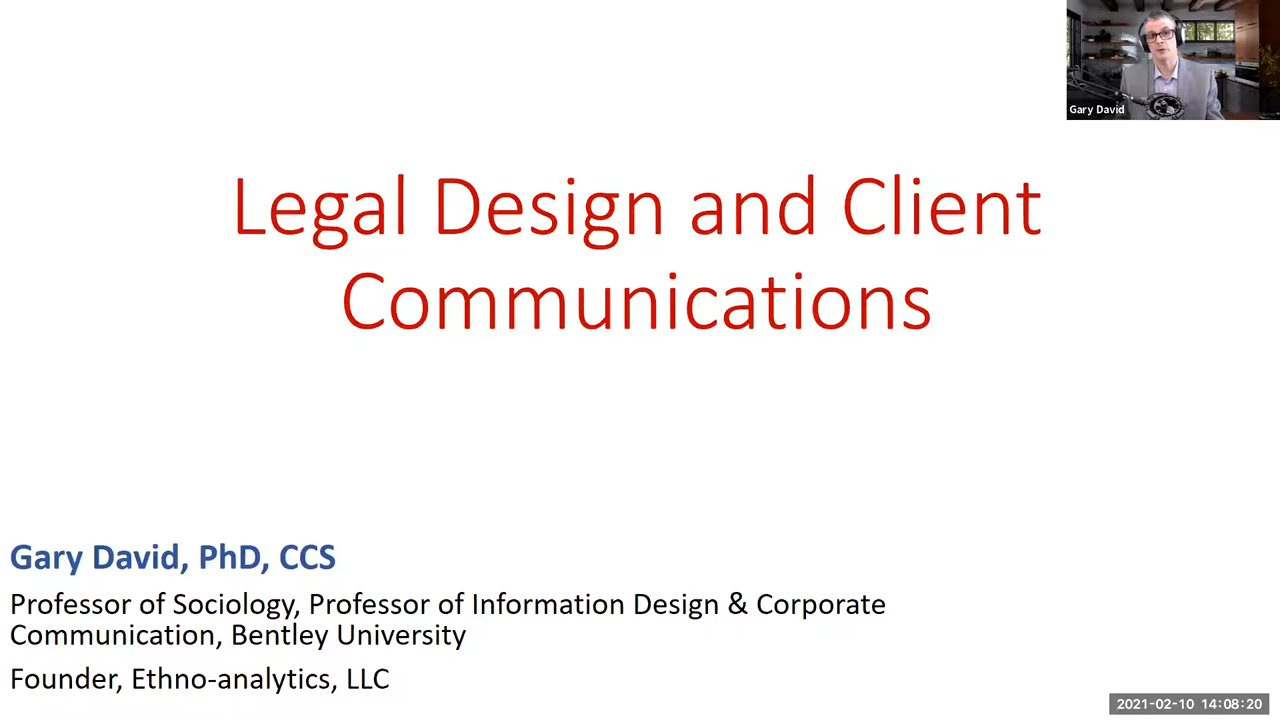 Gary David
Legal Design and Client
Communications
Gary David, PhD, CCS
Professor of Sociology, Professor of Information Design & Corporate
Communication, Bentley University
Founder, Ethno-analytics, LLC
2021-02-10 14:08:20